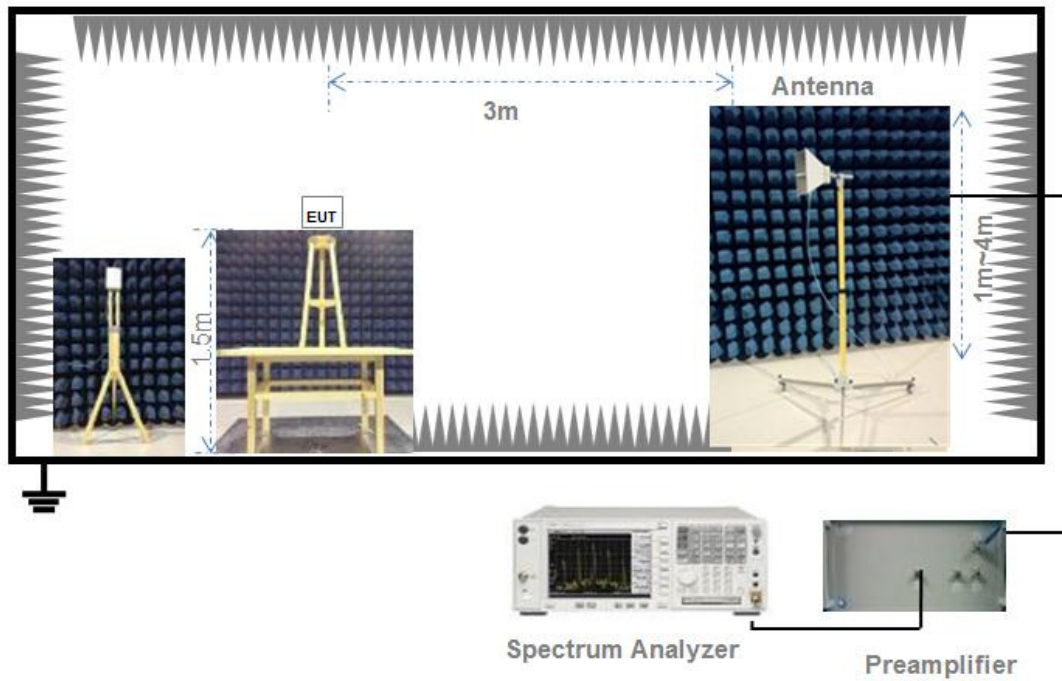 Antenna
3m
EUT
1.5m
1m~4m
Spectrum Analyzer
Preamplifier